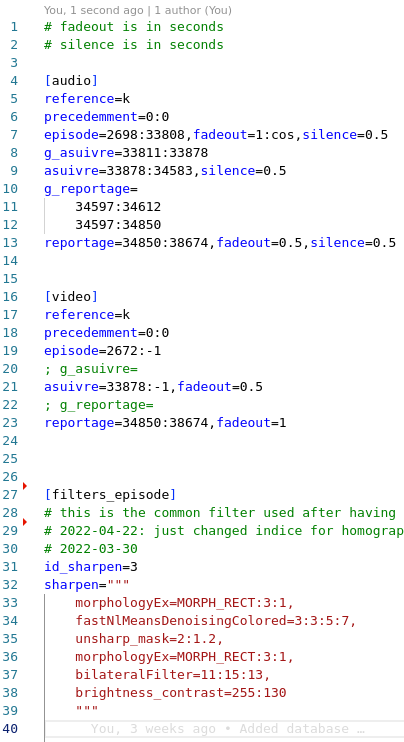 You, 1 second ago | 1 author (You)
1 # fadeout is in seconds
2 # silence is in seconds
3
4 [audio]
5 reference=k
6 precedemment=0:0
7 episode=2698:33808,fadeout=1:cos,silence=0.5
8 g_asuivre=33811:33878
9 asuivre=33878:34583,silence=0.5
10 g_reportage=
11     34597:34612
12     34597:34850
13 reportage=34850:38674,fadeout=0.5,silence=0.5
14
15
16 [video]
17 reference=k
18 precedemment=0:0
19 episode=2672:-1
20 ; g_asuivre=
21 asuivre=33878:-1,fadeout=0.5
22 ; g_reportage=
23 reportage=34850:38674,fadeout=1
24
25
26
27 [filters_episode]
28 # this is the common filter used after having
29 # 2022-04-22: just changed indice for homograp
30 # 2022-03-30
31 id_sharpen=3
32 sharpen="""
33     morphologyEx=MORPH_RECT:3:1,
34     fastNlMeansDenoisingColored=3:3:5:7,
35     unsharp_mask=2:1.2,
36     morphologyEx=MORPH_RECT:3:1,
37     bilateralFilter=11:15:13,
38     brightness_contrast=255:130
39     """
40 You, 3 weeks ago • Added database …